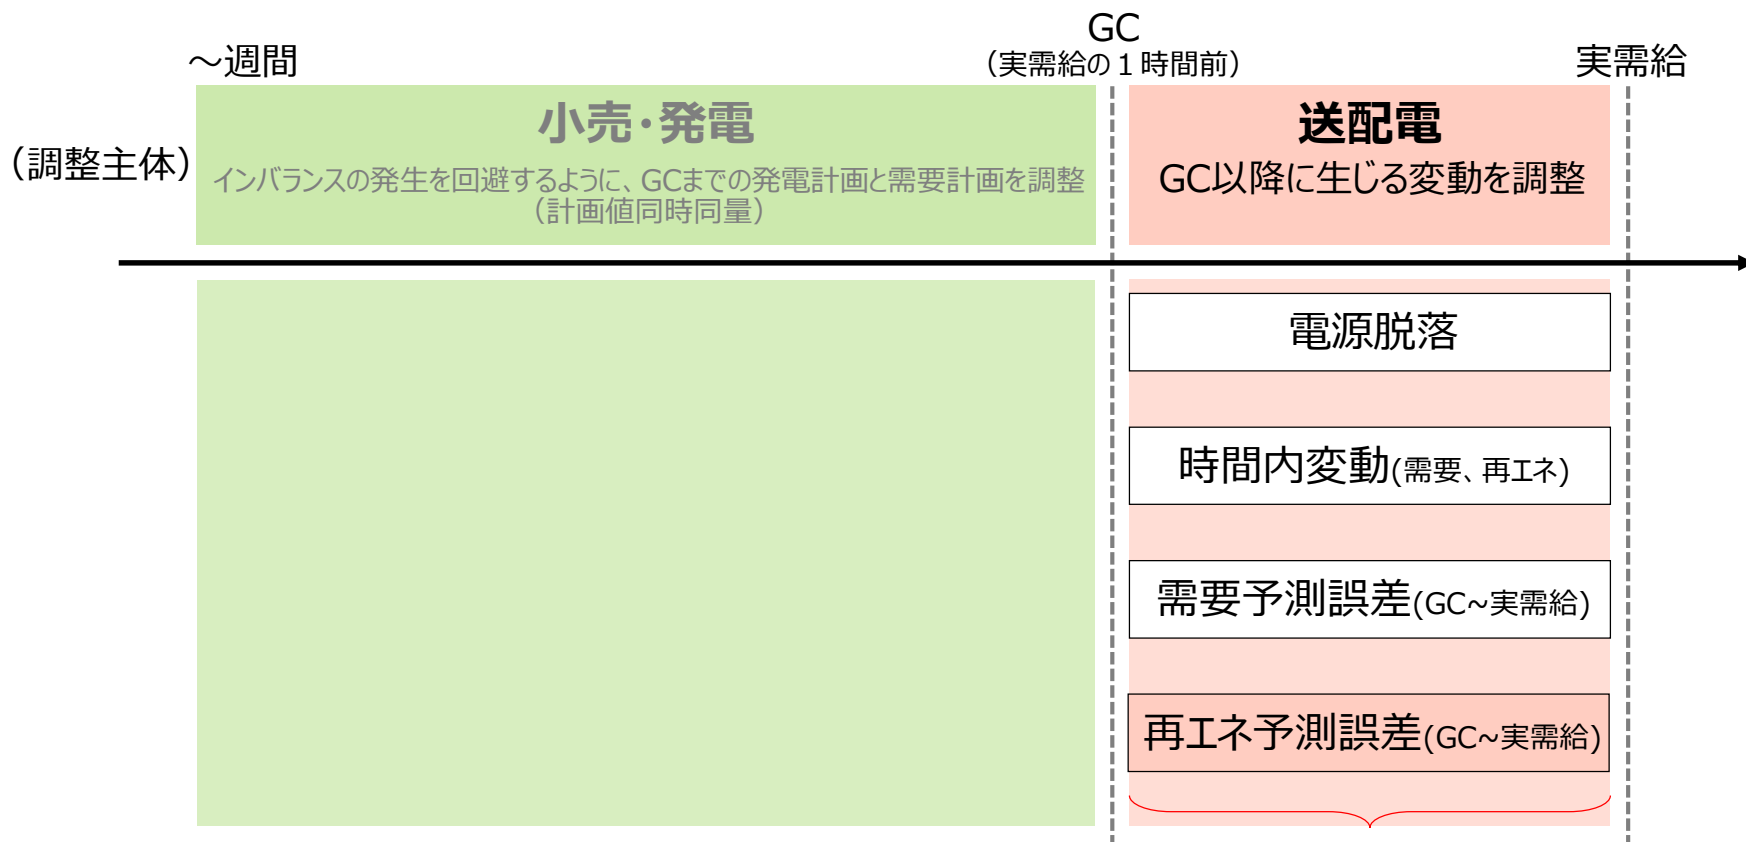 ～週間
GC
（実需給の１時間前）
実需給
（調整主体）
小売・発電
インバランスの発生を回避するように、GCまでの発電計画と需要計画を調整
（計画値同時同量）
送配電
GC以降に生じる変動を調整
電源脱落
時間内変動(需要、再エネ)
需要予測誤差(GC~実需給)
再エネ予測誤差(GC~実需給)